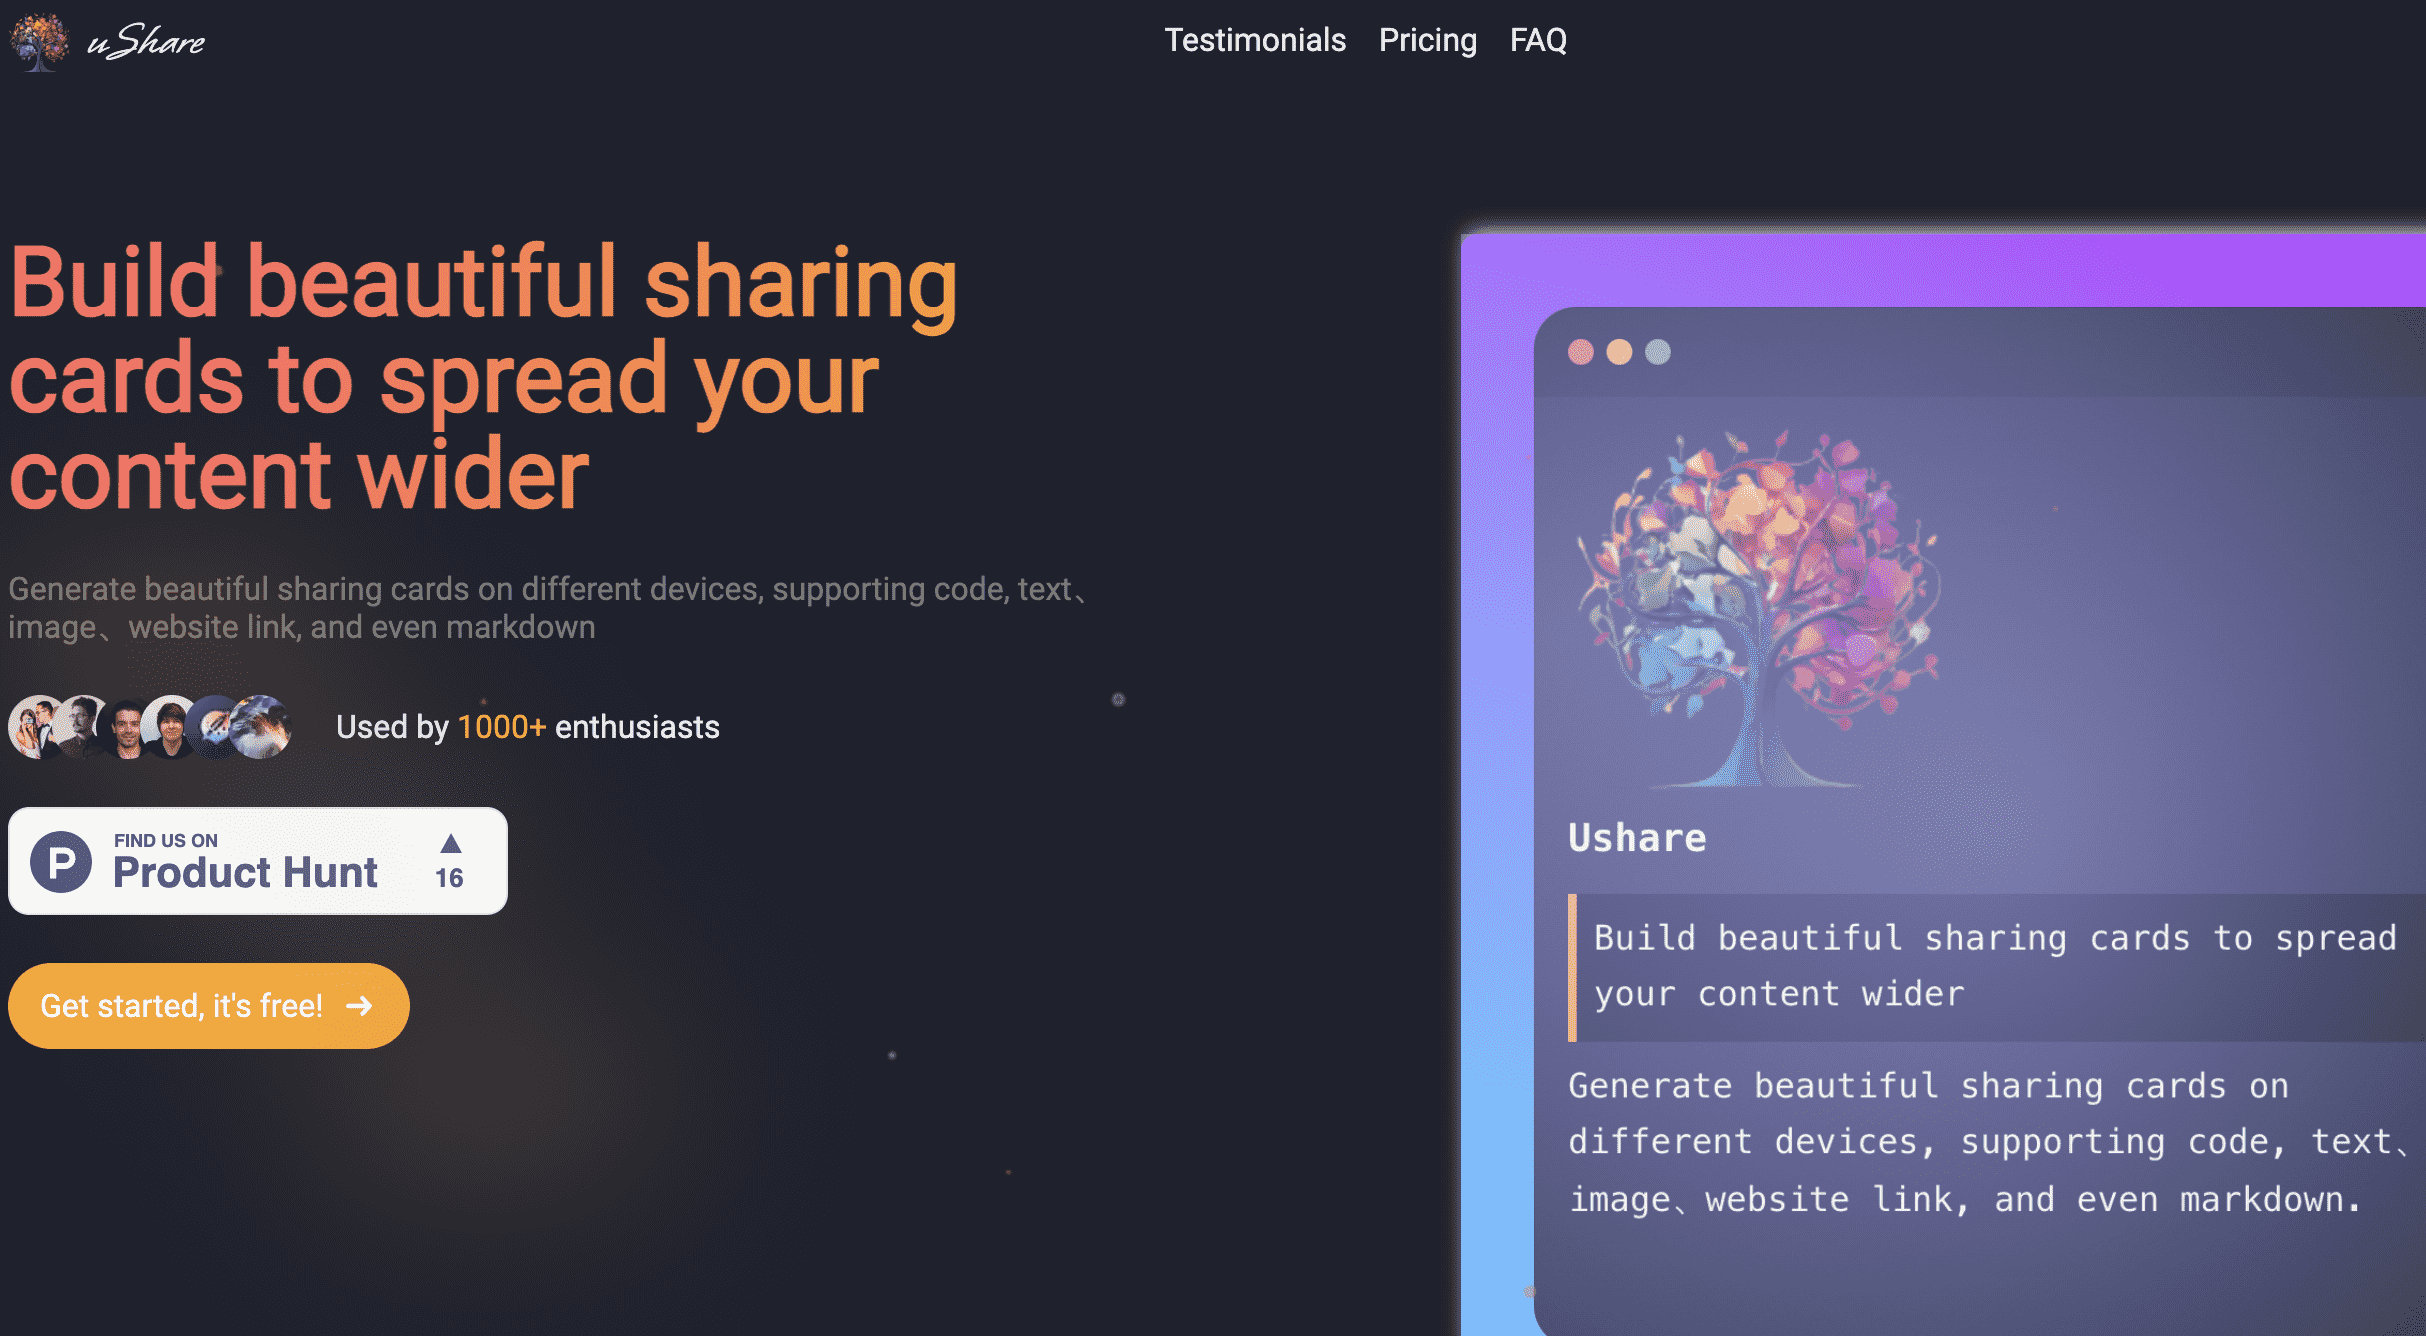 uShare
Testimonials Pricing FAQ
Build beautiful sharing
cards to spread your
content wider
Generate beautiful sharing cards on different devices, supporting code, text、
image、website link, and even markdown
Used by 1000+ enthusiasts
P
FIND US ON
Product Hunt
▲
16
Get started, it's free! →
Ushare
Build beautiful sharing cards to spread
your content wider
Generate beautiful sharing cards on
different devices, supporting code, text、
image、website link, and even markdown.